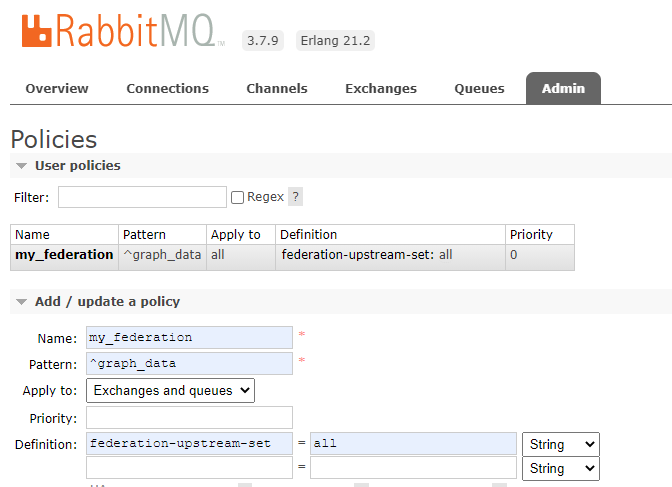 RabbitMQ TM 3.7.9 Erlang 21.2
Overview Connections Channels Exchanges Queues Admin
Policies
User policies
Filter: Regex ?
Name Pattern Apply to Definition Priority
my_federation ^graph_data all federation-upstream-set: all 0
Add / update a policy
Name: my_federation *
Pattern: ^graph_data *
Apply to: Exchanges and queues
Priority:
Definition: federation-upstream-set = all String
= String